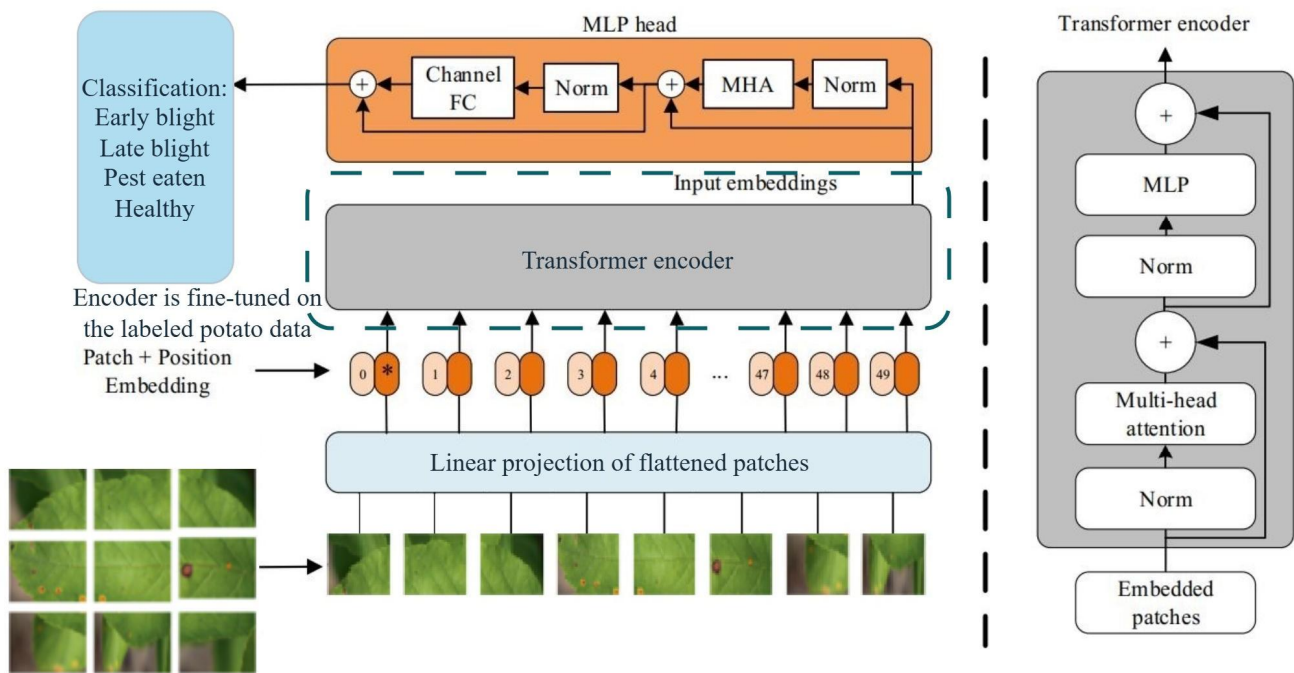 MLP head
Classification:
Early blight
Late blight
Pest eaten
Healthy
+
Channel
FC
Norm
+
MHA
Norm
Input embeddings
Transformer encoder
Encoder is fine-tuned on
the labeled potato data
Patch + Position
Embedding
0 * 1 2 3 4 ... 47 48 49
Linear projection of flattened patches
Transformer encoder
+
MLP
Norm
+
Multi-head
attention
Norm
Embedded
patches